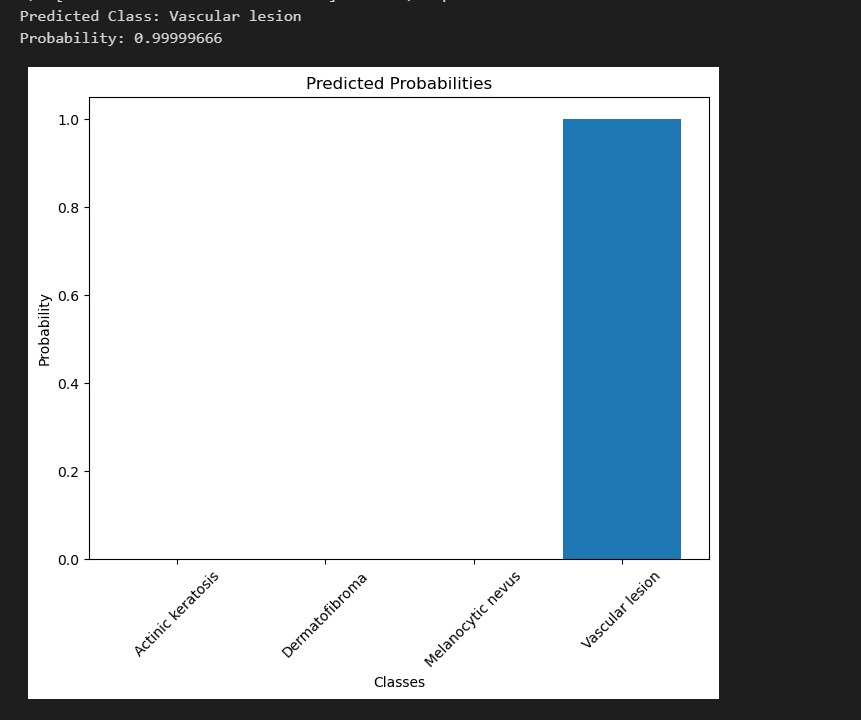 Predicted Class: Vascular lesion
Probability: 0.99999666
Predicted Probabilities
1.0
0.8
0.6
0.4
0.2
0.0
Probability
Actinic keratosis
Dermatofibroma
Melanocytic nevus
Vascular lesion
Classes